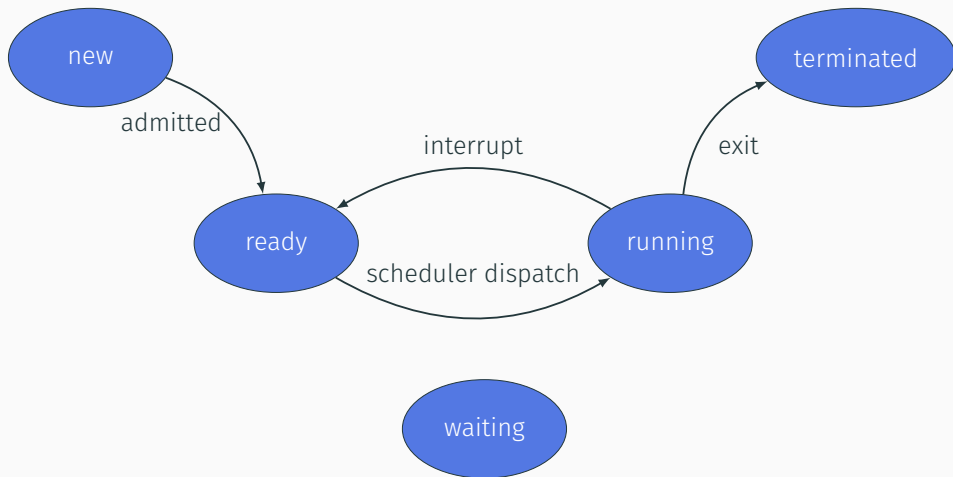 new
terminated
admitted
interrupt
exit
ready
running
scheduler dispatch
waiting